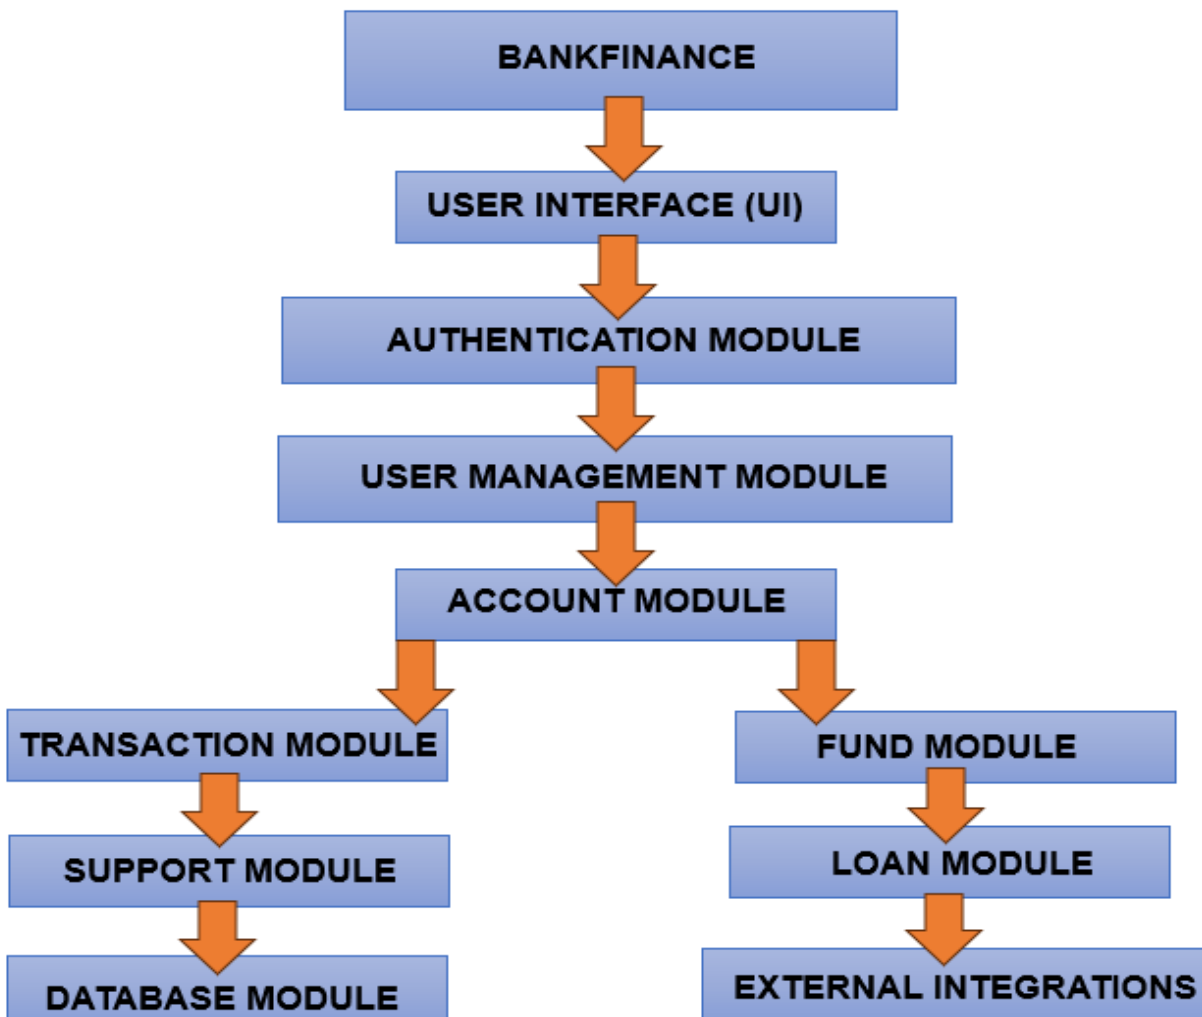 BANKFINANCE
USER INTERFACE (UI)
AUTHENTICATION MODULE
USER MANAGEMENT MODULE
ACCOUNT MODULE
TRANSACTION MODULE
FUND MODULE
SUPPORT MODULE
LOAN MODULE
DATABASE MODULE
EXTERNAL INTEGRATIONS